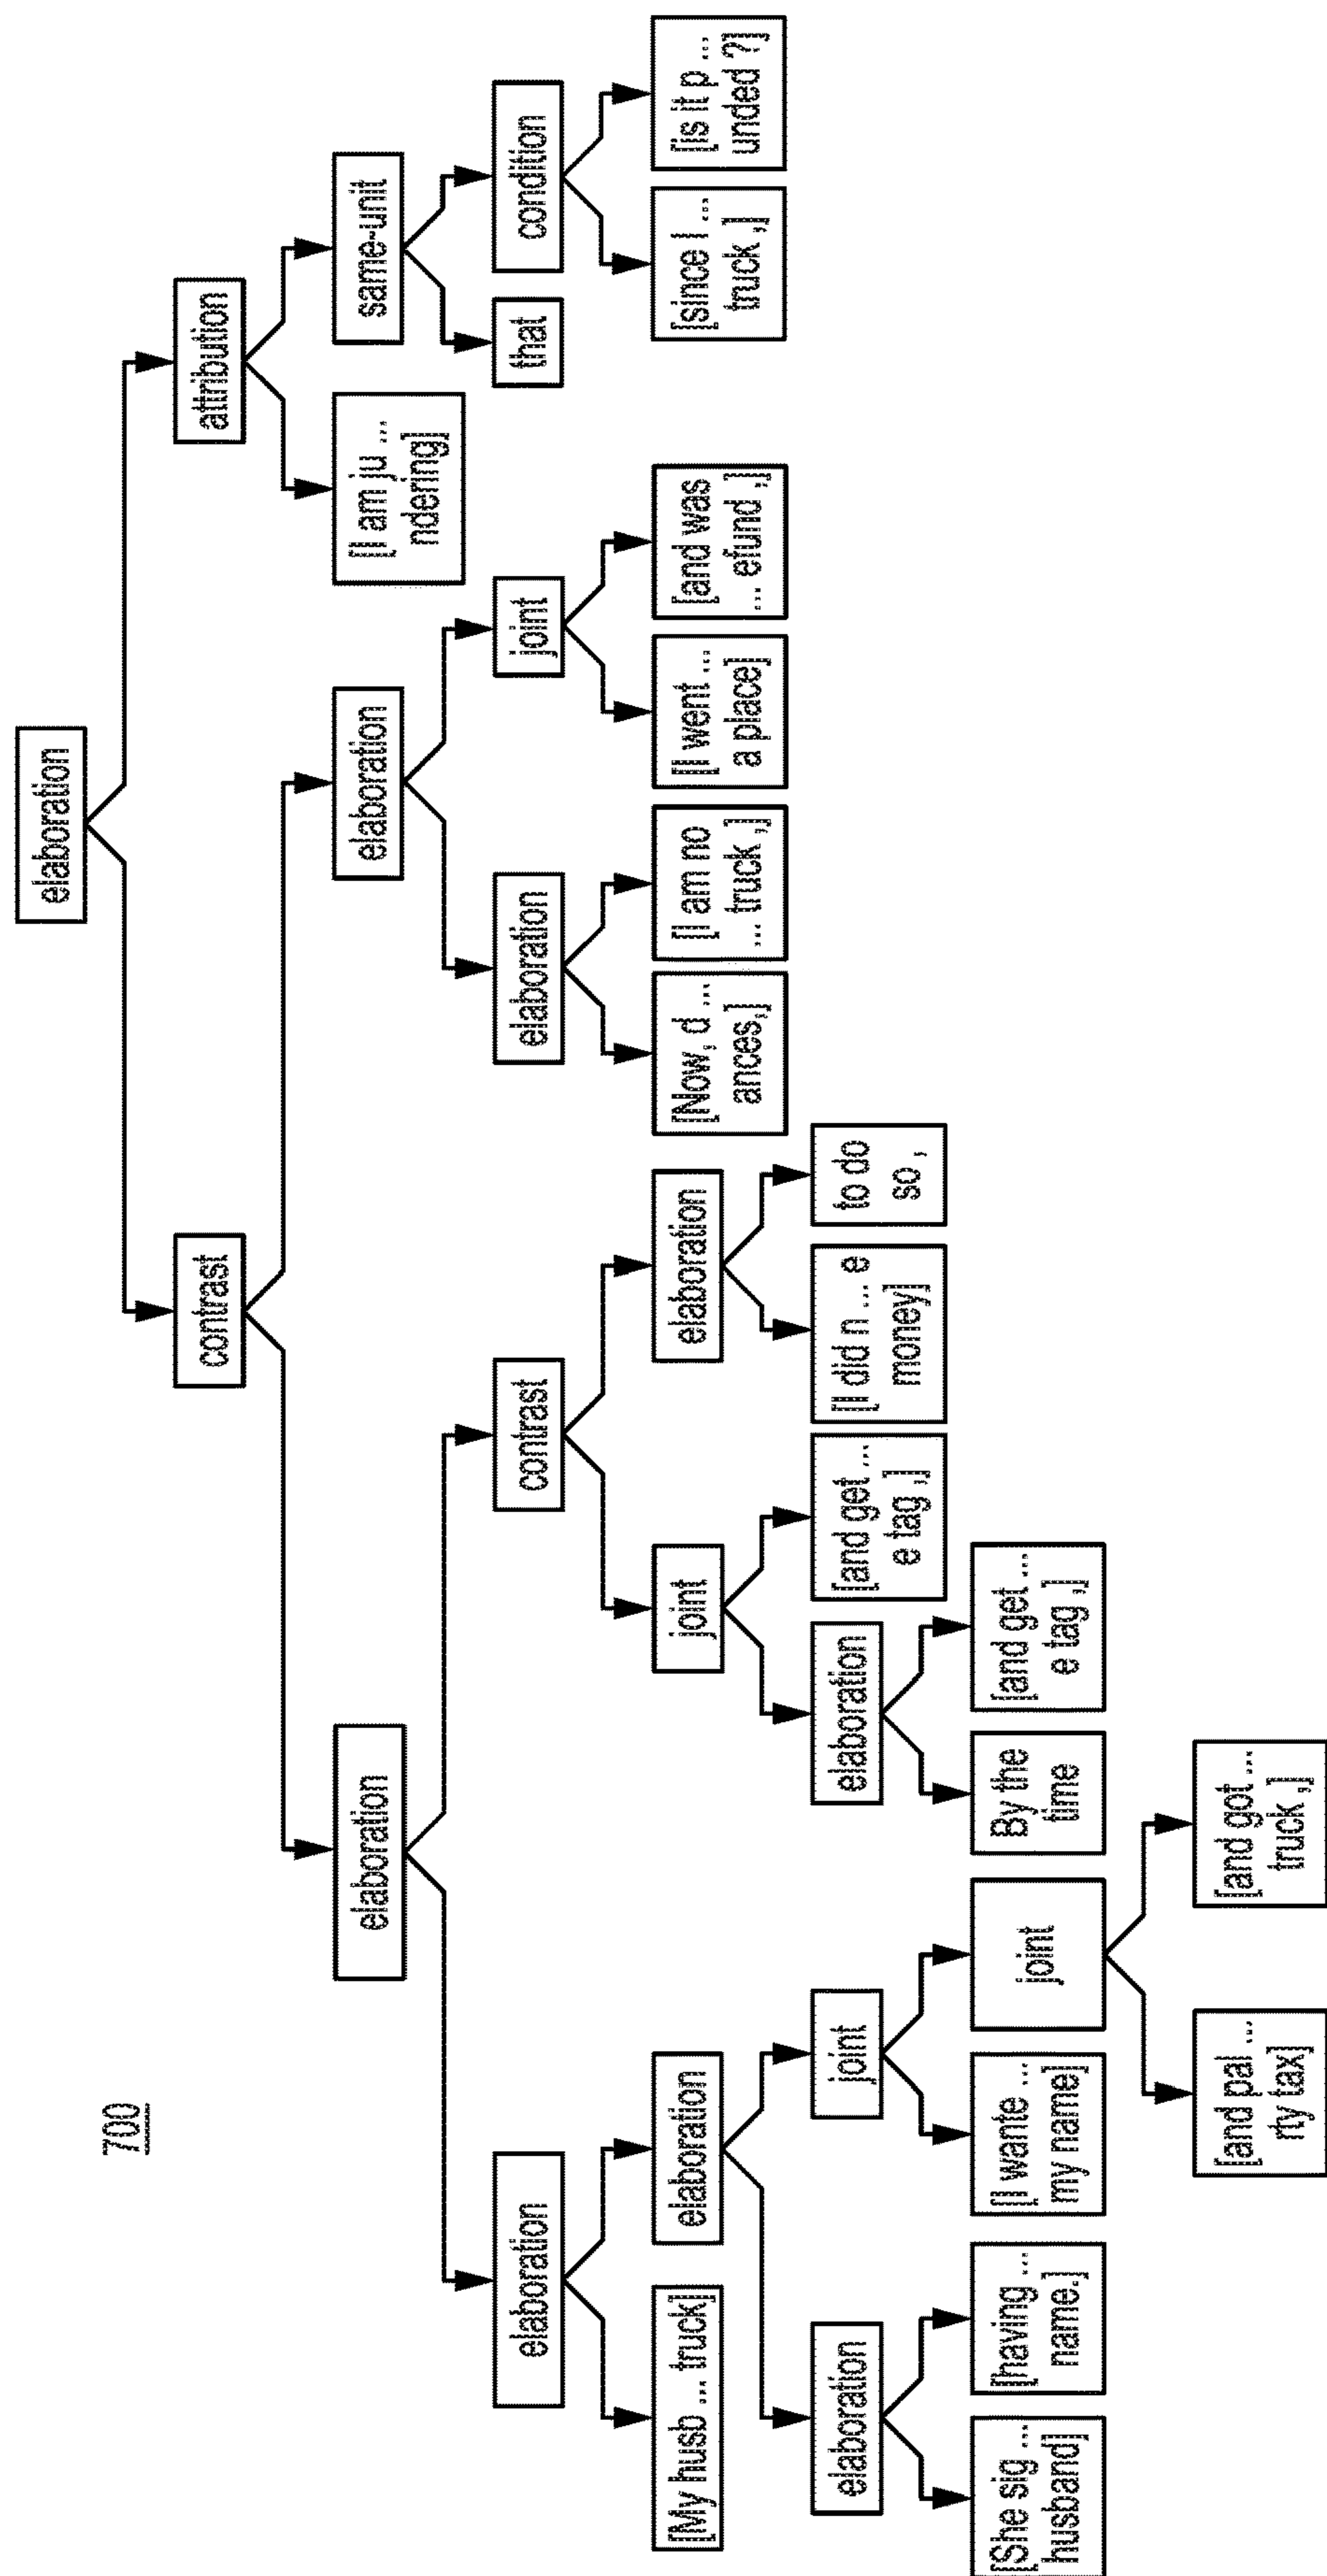 700
elaboration
contrast
attribution
elaboration
elaboration
[I am ju ...
ndering]
same-unit
elaboration
contrast
elaboration
joint
that
condition
[My husb ... truck]
elaboration
joint
elaboration
[Now, d ...
ances,]
[I am no
... truck ,]
[I went ...
a place]
[and was
... efund ,]
[since I ...
truck ,]
[is it p ...
unded ?]
elaboration
joint
elaboration
[and get ...
e tag ,]
[I did n ... e
money]
to do
so ,
[She sig ...
husband]
[having ...
name.]
[I wante ...
my name]
joint
By the
time
[and get ...
e tag ,]
[and pal ...
rty tax]
[and got ...
truck ,]